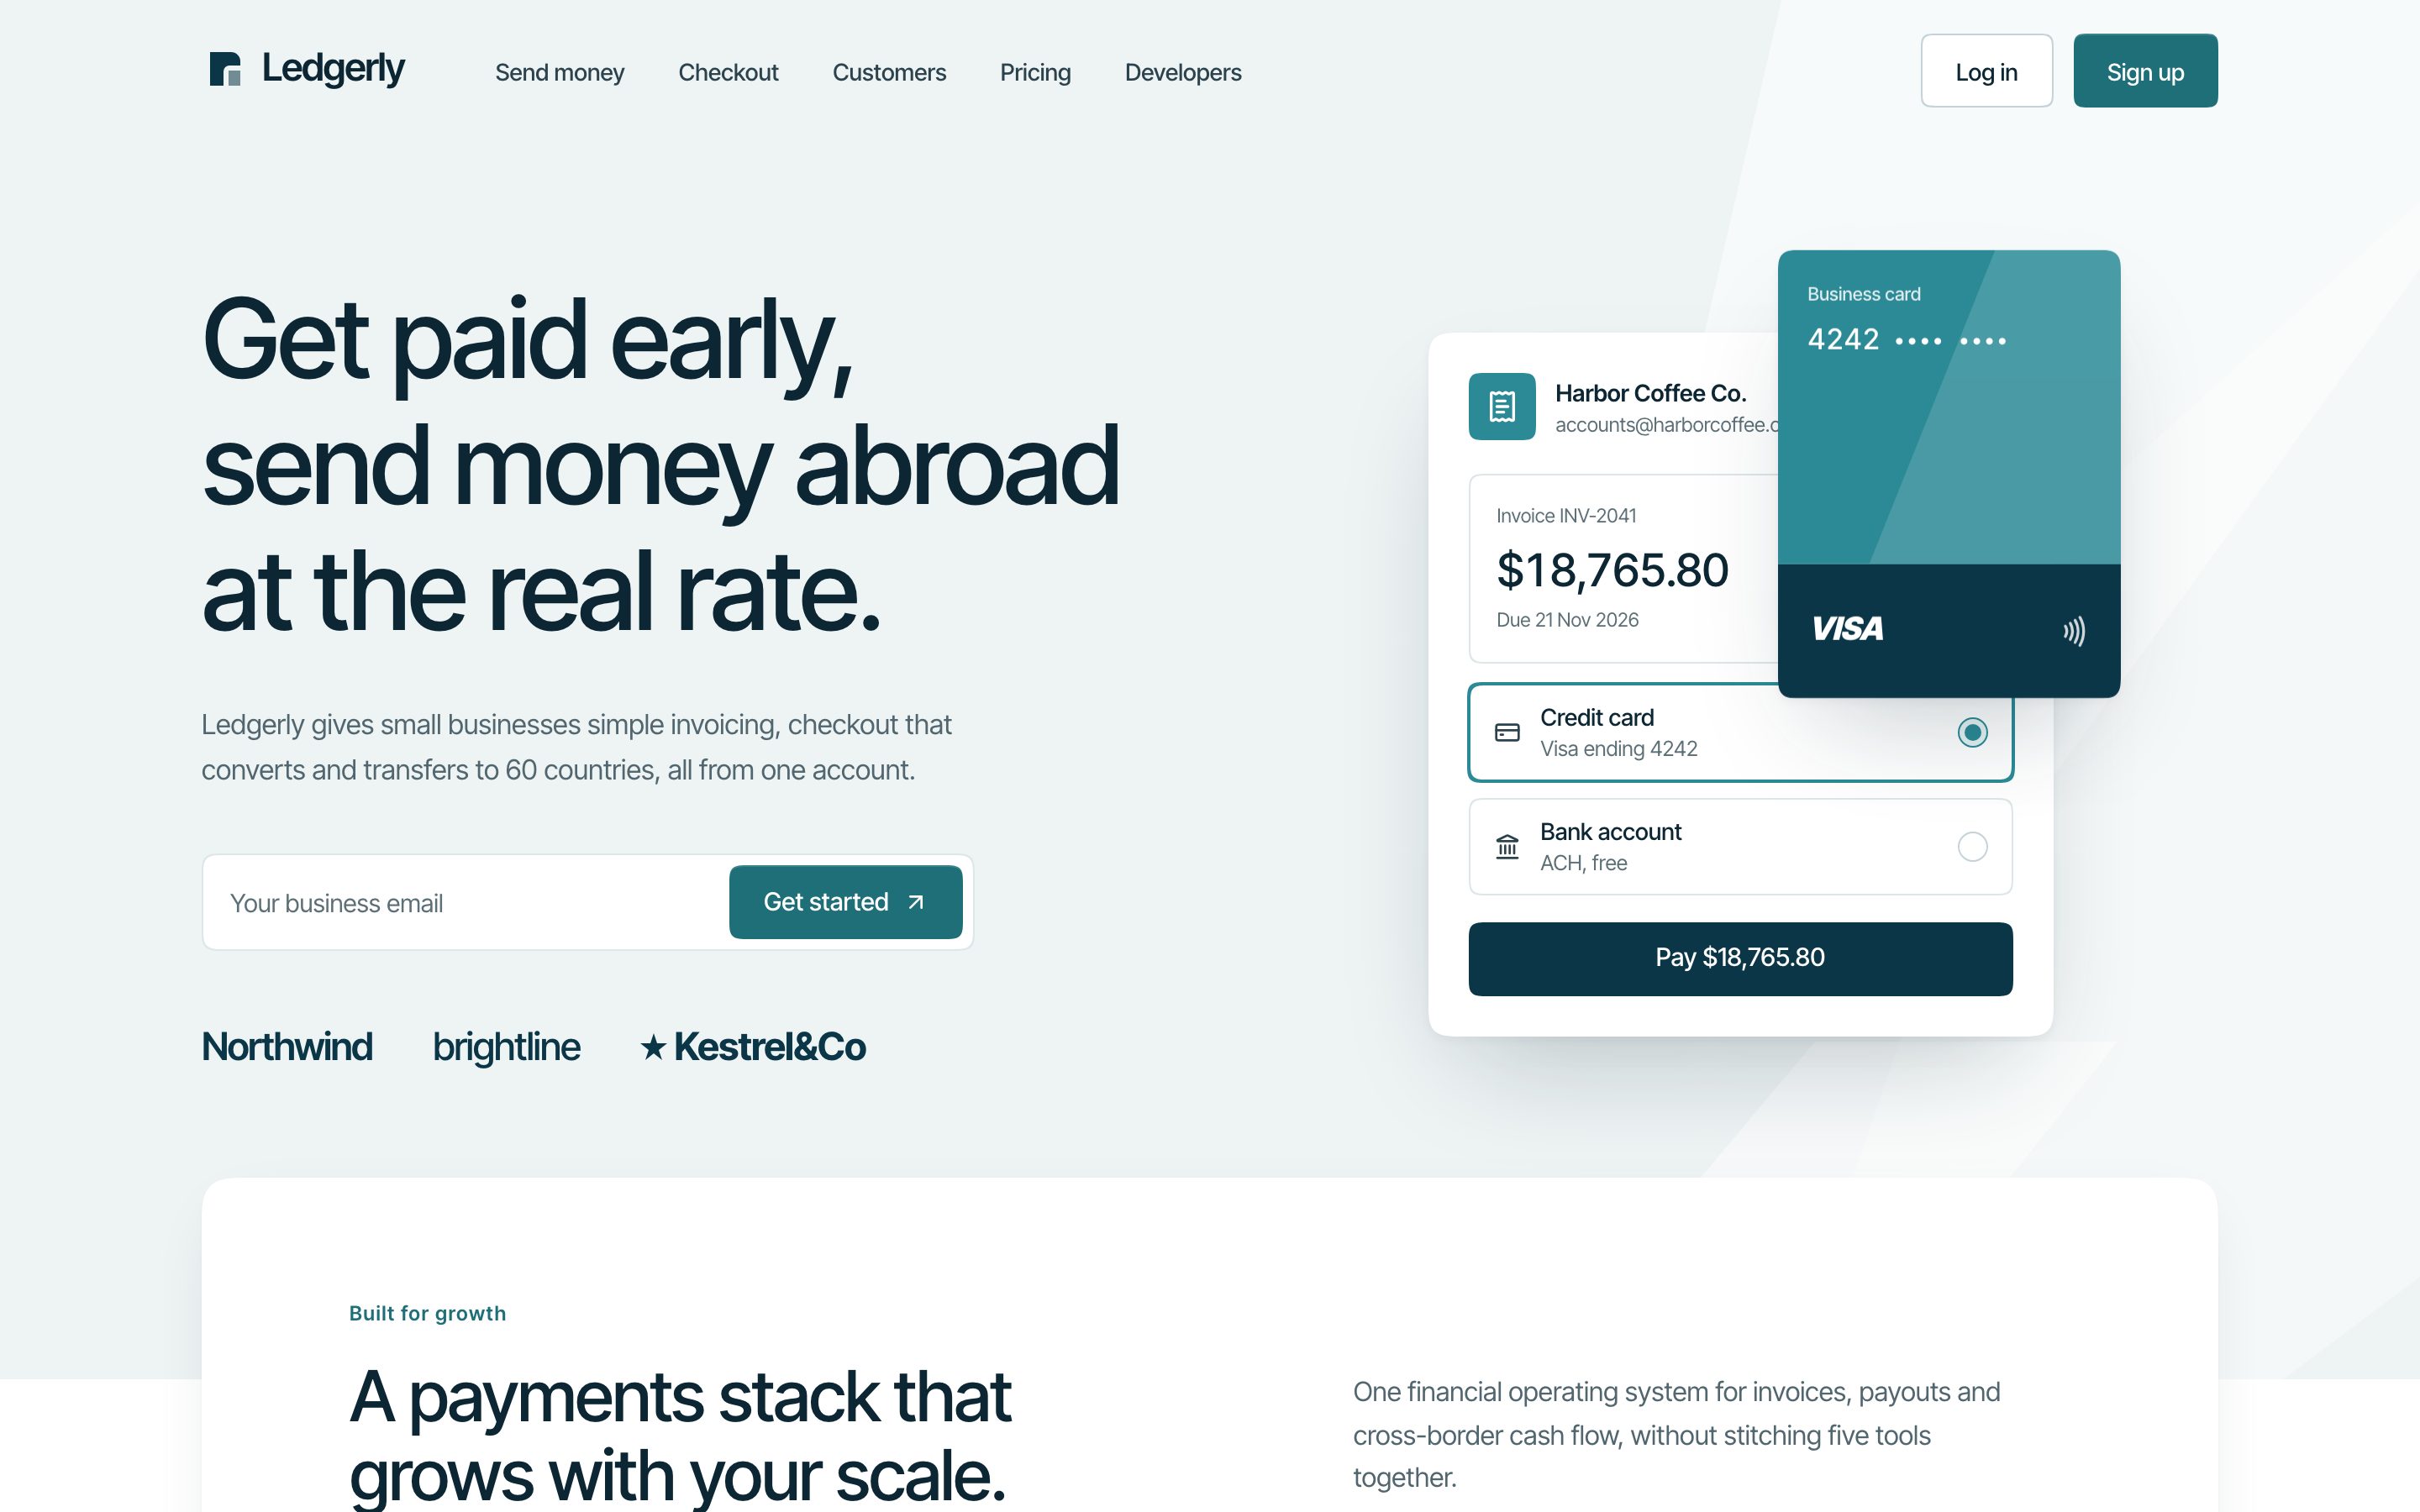 Ledgerly
Send money
Checkout
Customers
Pricing
Developers
Log in
Sign up
Get paid early,
send money abroad
at the real rate.
Ledgerly gives small businesses simple invoicing, checkout that
converts and transfers to 60 countries, all from one account.
Your business email
Get started
Northwind
brightline
★ Kestrel&Co
Business card
4242 •••• ••••
VISA
Harbor Coffee Co.
accounts@harborcoffee.c
Invoice INV-2041
$18,765.80
Due 21 Nov 2026
Credit card
Visa ending 4242
Bank account
ACH, free
Pay $18,765.80
Built for growth
A payments stack that
grows with your scale.
One financial operating system for invoices, payouts and
cross-border cash flow, without stitching five tools
together.